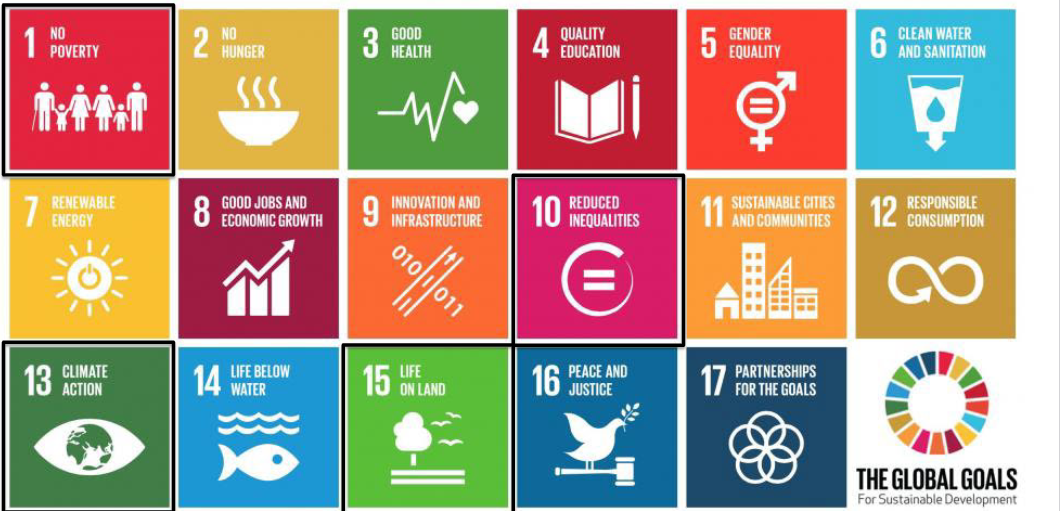 1 NO
POVERTY
2 NO
HUNGER
3 GOOD
HEALTH
4 QUALITY
EDUCATION
5 GENDER
EQUALITY
6 CLEAN WATER
AND SANITATION
7 RENEWABLE
ENERGY
8 GOOD JOBS AND
ECONOMIC GROWTH
9 INNOVATION AND
INFRASTRUCTURE
010
011
10 REDUCED
INEQUALITIES
11 SUSTAINABLE CITIES
AND COMMUNITIES
12 RESPONSIBLE
CONSUMPTION
13 CLIMATE
ACTION
14 LIFE BELOW
WATER
15 LIFE
ON LAND
16 PEACE AND
JUSTICE
17 PARTNERSHIPS
FOR THE GOALS
THE GLOBAL GOALS
For Sustainable Development